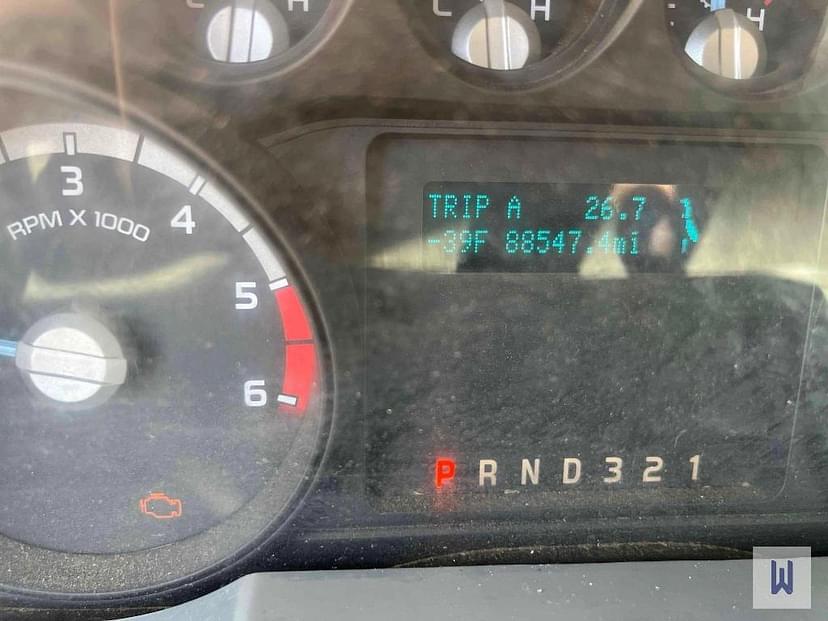 C H
C H
H
3
RPM X 1000
4
5
6
TRIP A 26.7
-39F 88547.4mi
P R N D 3 2 1
W